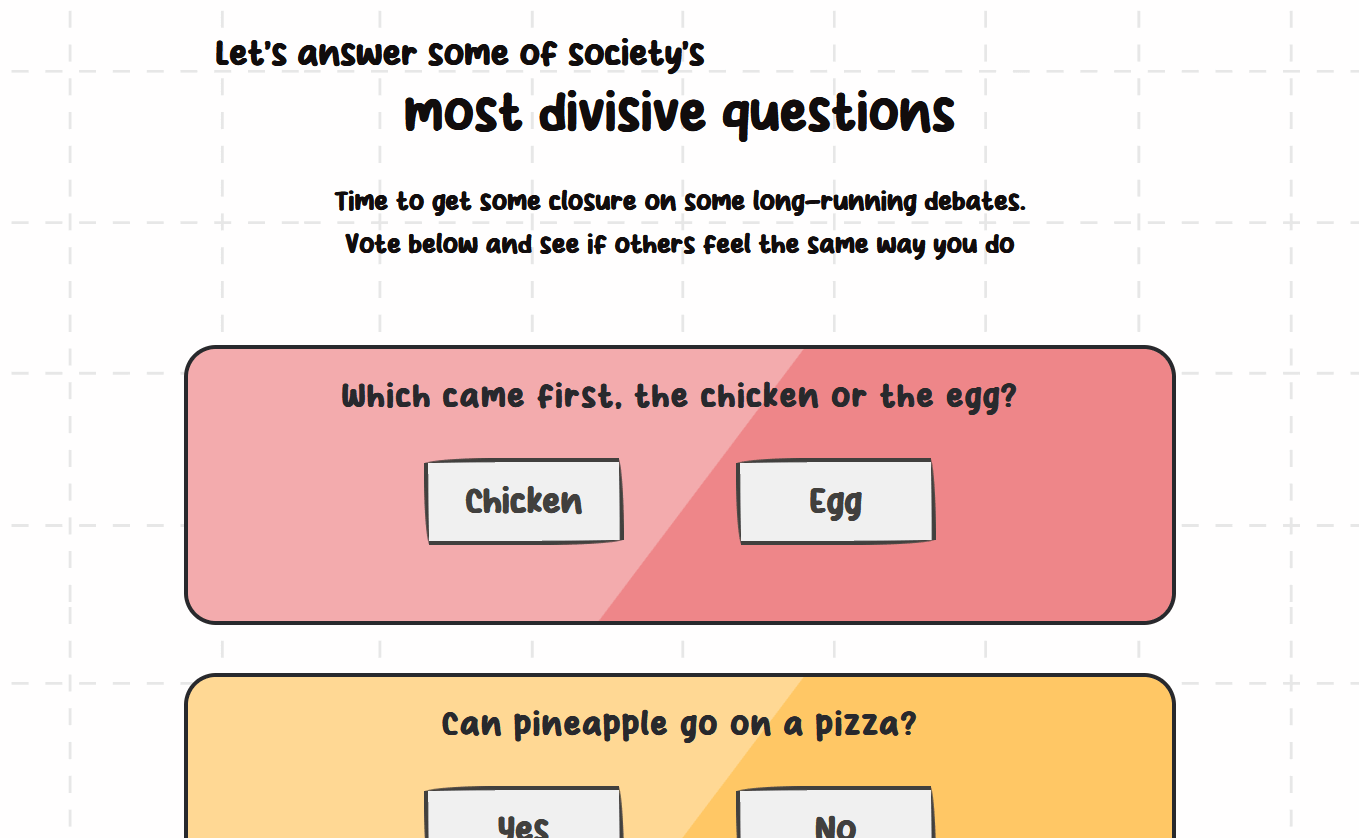 Let's answer some of society's
most divisive questions
Time to get some closure on some long-running debates.
Vote below and see if others feel the same way you do
Which came first, the chicken or the egg?
Chicken
Egg
Can pineapple go on a pizza?
Yes
No